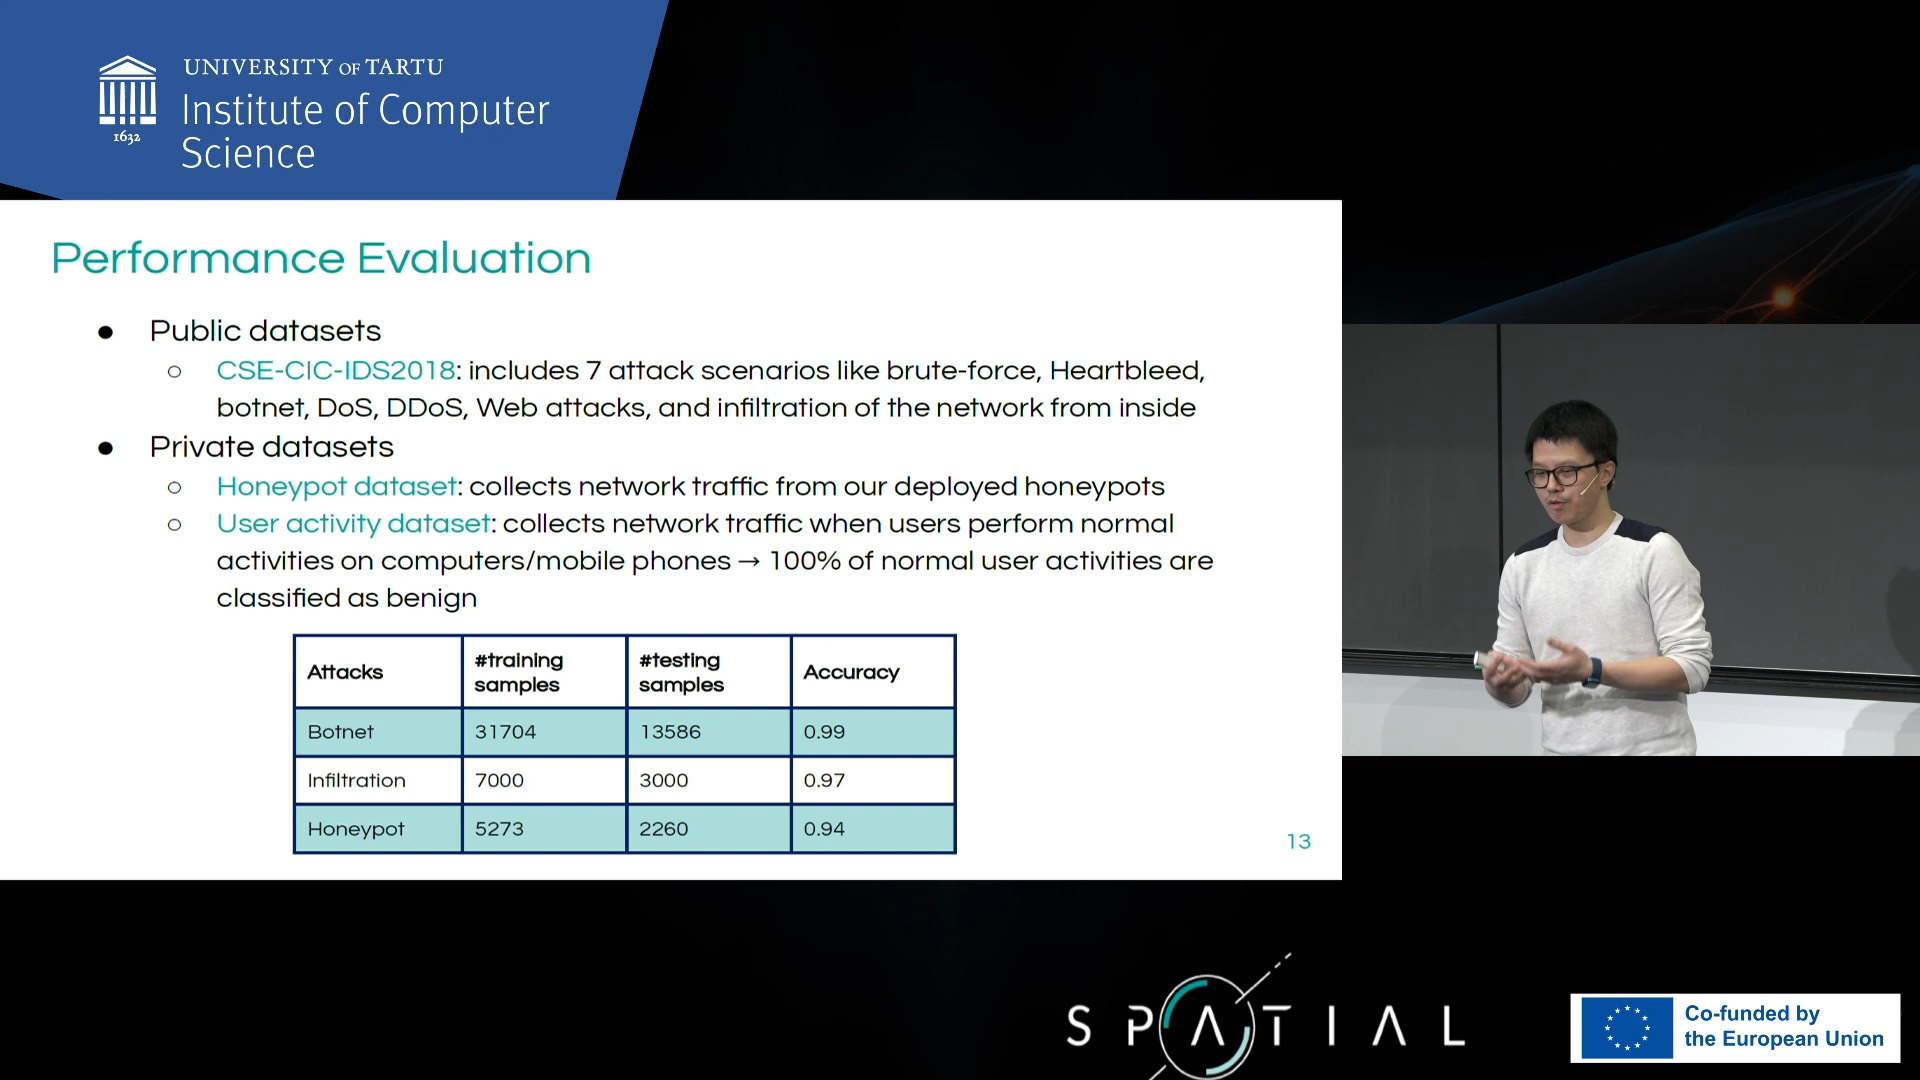 UNIVERSITY OF TARTU
Institute of Computer
Science
1632
Performance Evaluation
● Public datasets
○ CSE-CIC-IDS2018: includes 7 attack scenarios like brute-force, Heartbleed,
botnet, DoS, DDoS, Web attacks, and infiltration of the network from inside
● Private datasets
○ Honeypot dataset: collects network traffic from our deployed honeypots
○ User activity dataset: collects network traffic when users perform normal
activities on computers/mobile phones → 100% of normal user activities are
classified as benign
Attacks #training samples #testing samples Accuracy
Botnet 31704 13586 0.99
Infiltration 7000 3000 0.97
Honeypot 5273 2260 0.94
13
SPATIAL
Co-funded by
the European Union